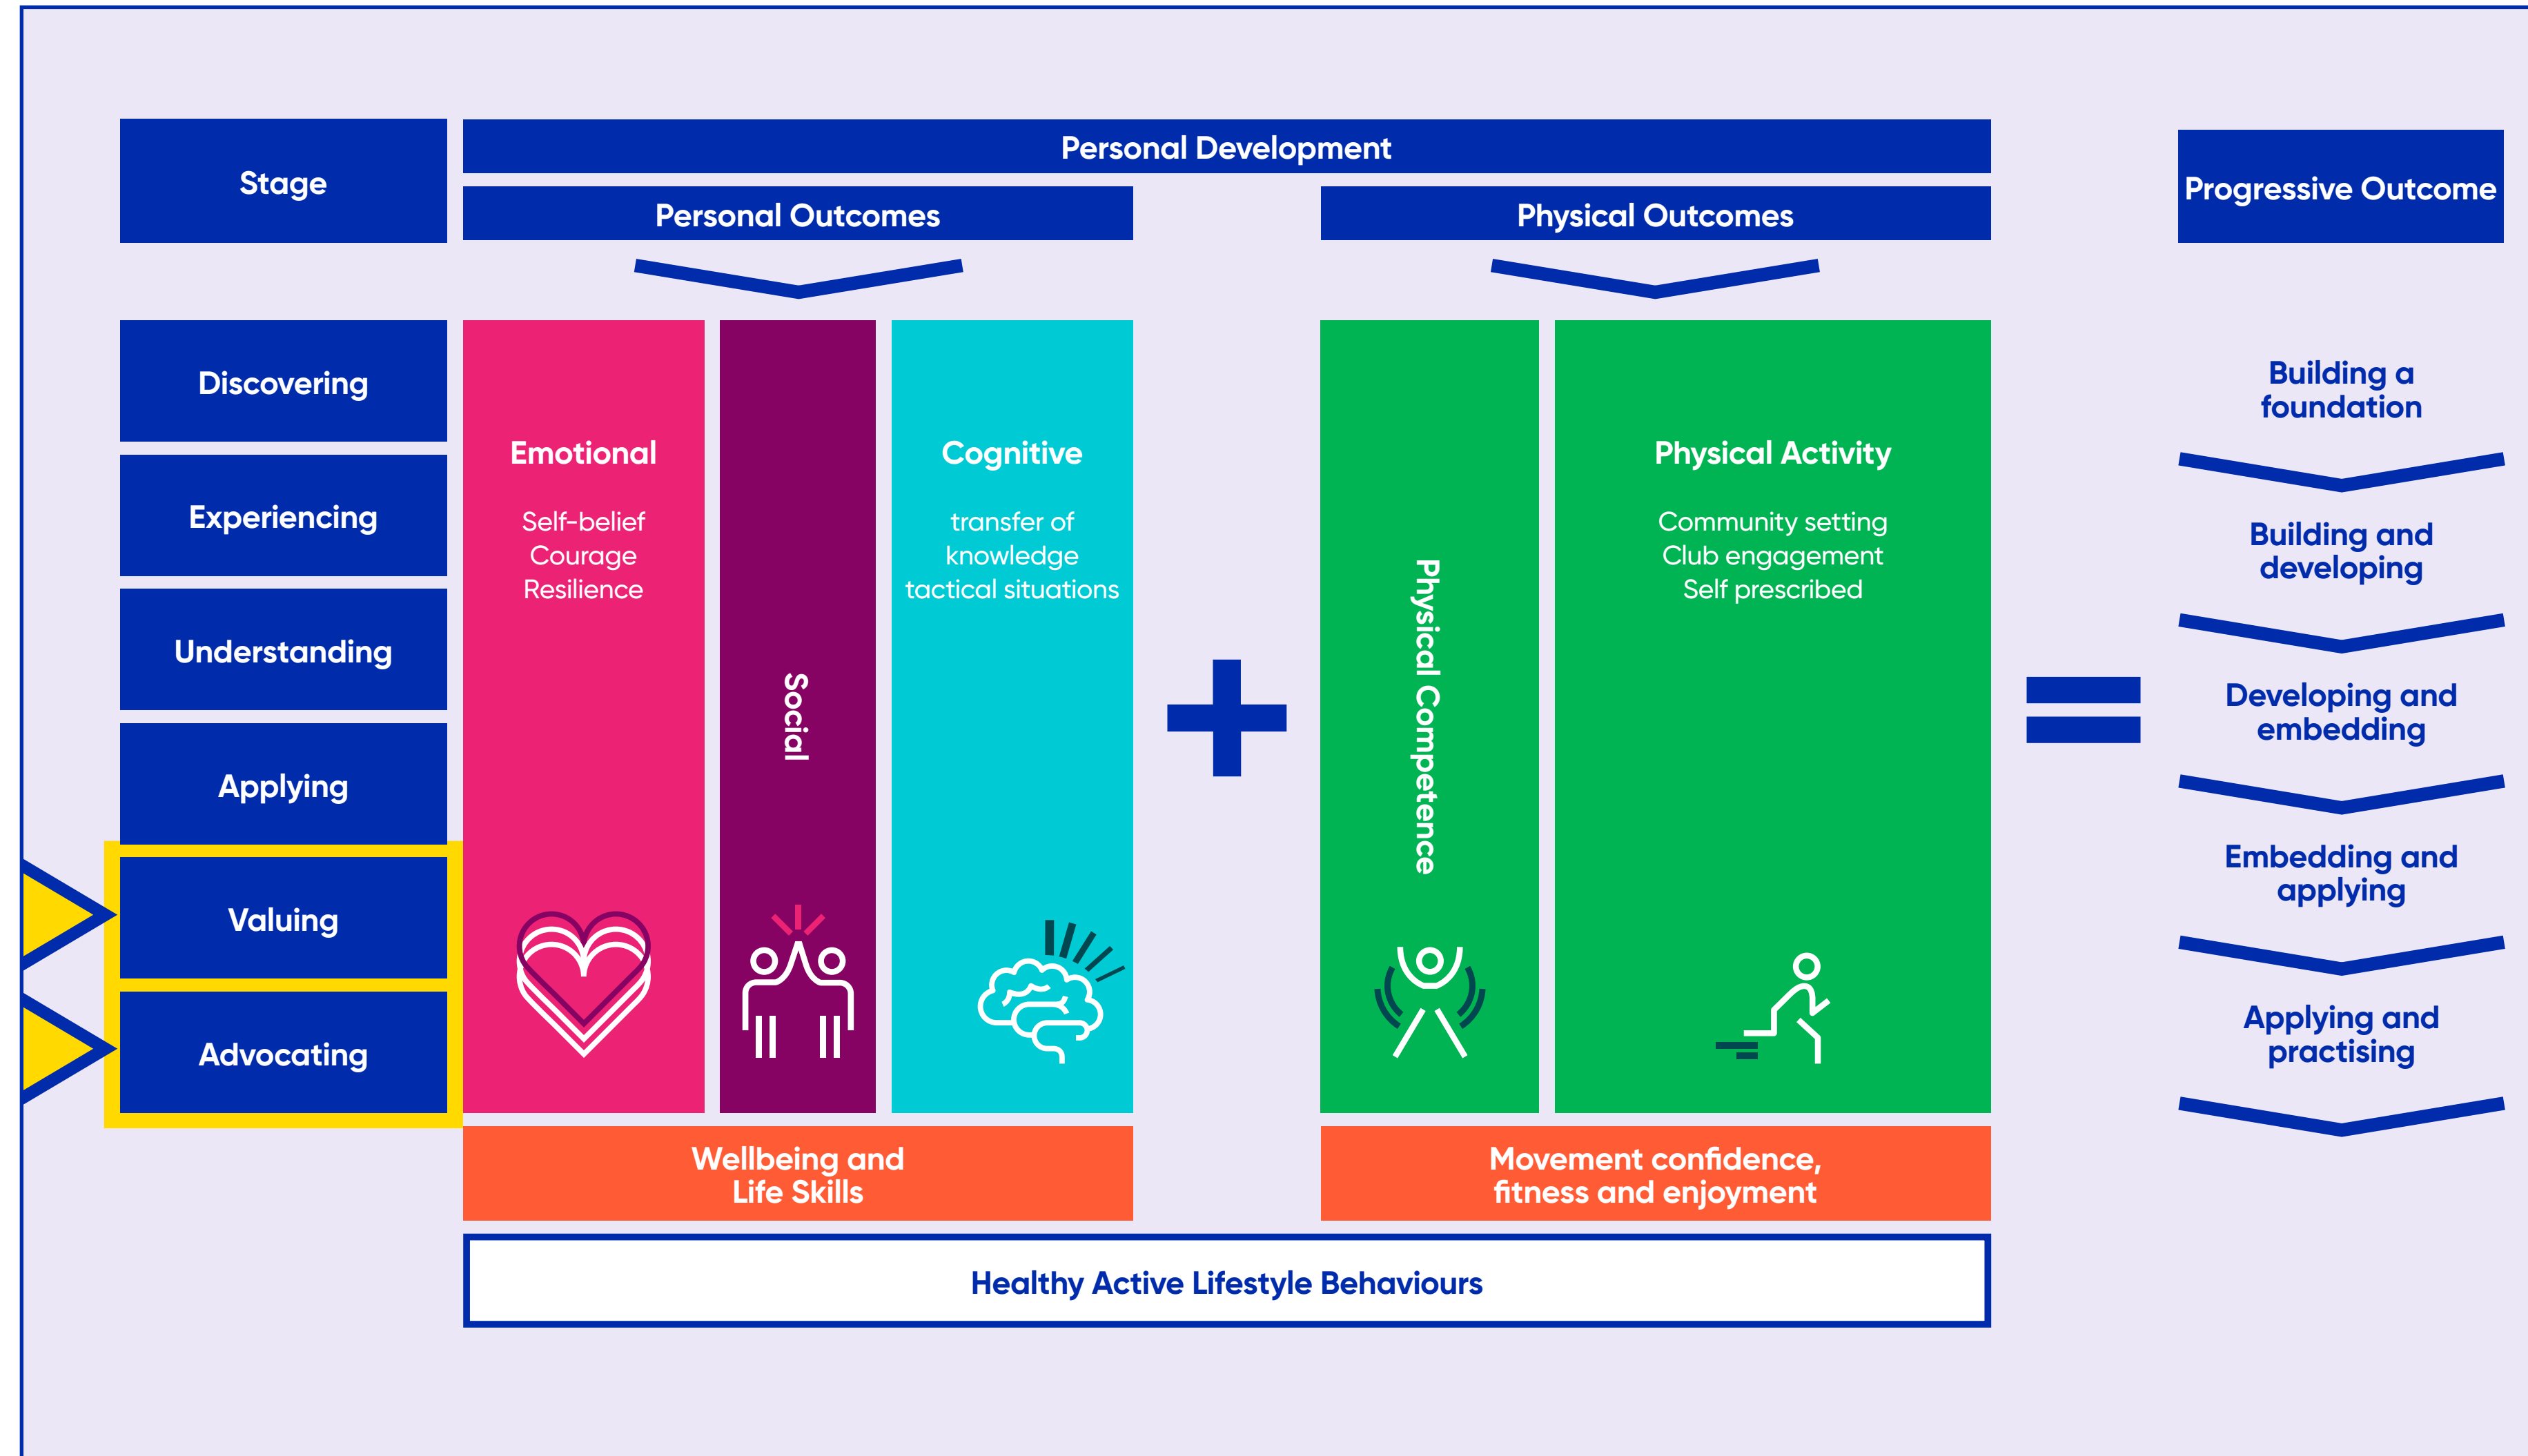 Stage
Personal Development
Personal Outcomes
Physical Outcomes
Progressive Outcome
Discovering
Experiencing
Understanding
Applying
Valuing
Advocating
Emotional
Self-belief
Courage
Resilience
Social
Cognitive
transfer of
knowledge
tactical situations
Physical Competence
Physical Activity
Community setting
Club engagement
Self prescribed
Building a
foundation
Building and
developing
Developing and
embedding
Embedding and
applying
Applying and
practising
Wellbeing and
Life Skills
Movement confidence,
fitness and enjoyment
Healthy Active Lifestyle Behaviours